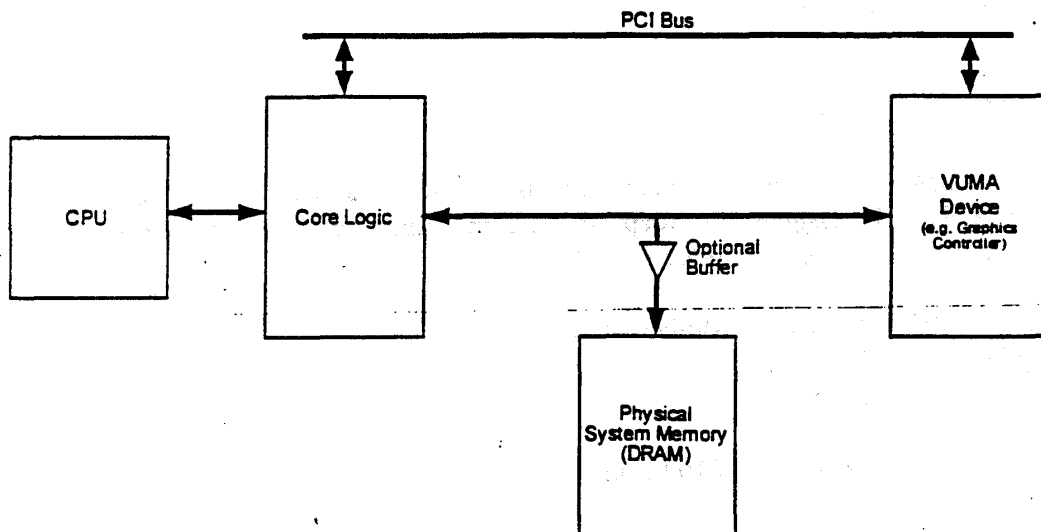 PCI Bus
CPU
Core Logic
VUMA
Device
(e.g. Graphics
Controller)
Optional
Buffer
Physical
System Memory
(DRAM)